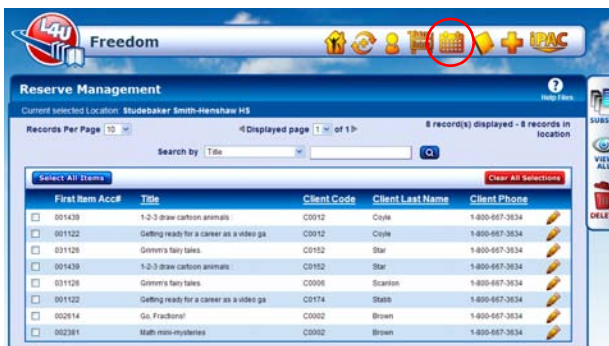 L4U
Freedom
iPAC
Reserve Management
Help Files
Current selected Location: Studebaker Smith-Henshaw HS
Records Per Page 10
Displayed page 1 of 1
8 record(s) displayed - 8 records in location
Search by Title
Select All Items
Clear All Selections
First Item Acc# Title Client Code Client Last Name Client Phone
001439 1-2-3 draw cartoon animals : C0012 Coyle 1-800-667-3634
001122 Getting ready for a career as a video ga C0012 Coyle 1-800-667-3634
031126 Grimm's fairy tales. C0152 Star 1-800-667-3634
001439 1-2-3 draw cartoon animals : C0152 Star 1-800-667-3634
031126 Grimm's fairy tales. C0006 Scanlon 1-800-667-3634
001122 Getting ready for a career as a video ga C0174 Stabb 1-800-667-3634
002614 Go, Fractions! C0002 Brown 1-800-667-3634
002381 Math mini-mysteries C0002 Brown 1-800-667-3634
SUBS
VIEW
ALL
DELE